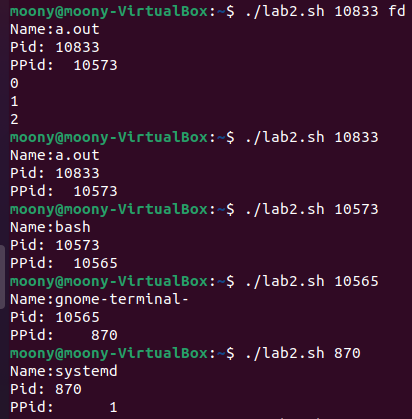 moony@moony-VirtualBox:~$ ./lab2.sh 10833 fd
Name:a.out
Pid: 10833
PPid:  10573
0
1
2
moony@moony-VirtualBox:~$ ./lab2.sh 10833
Name:a.out
Pid: 10833
PPid:  10573
moony@moony-VirtualBox:~$ ./lab2.sh 10573
Name:bash
Pid: 10573
PPid:  10565
moony@moony-VirtualBox:~$ ./lab2.sh 10565
Name:gnome-terminal-
Pid: 10565
PPid:    870
moony@moony-VirtualBox:~$ ./lab2.sh 870
Name:systemd
Pid: 870
PPid:      1